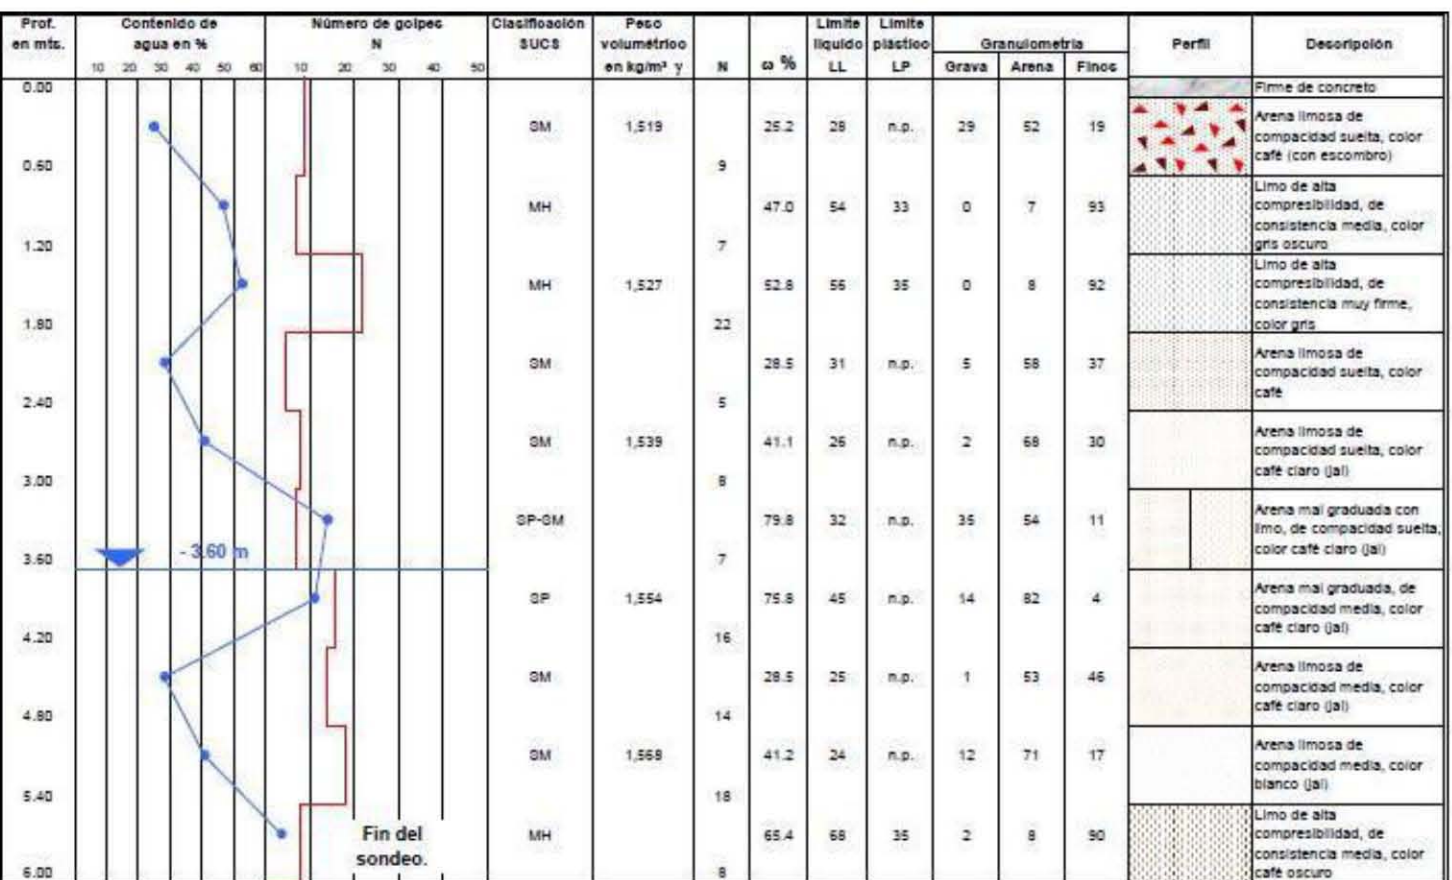 Prof. en mts. Contenido de agua en % Número de golpes N Clasificación SUCS Peso volumétrico en kg/m³ γ N ω % Límite líquido LL Límite plástico LP Granulometría Perfil Descripción
10 20 30 40 50 60 10 20 30 40 50 Grava Arena Finos
0.00 Firme de concreto
SM 1,519 25.2 28 n.p. 29 52 19 Arena limosa de
compacidad suelta, color
café (con escombro)
0.60 9
MH 47.0 54 33 0 7 93 Limo de alta
compresibilidad, de
consistencia media, color
gris oscuro
1.20 7
MH 1,527 52.8 55 35 0 8 92 Limo de alta
compresibilidad, de
consistencia muy firme,
color gris
1.80 22
SM 28.5 31 n.p. 5 58 37 Arena limosa de
compacidad suelta, color
café
2.40 5
SM 1,539 41.1 26 n.p. 2 68 30 Arena limosa de
compacidad suelta, color
café claro (jal)
3.00 8
SP-SM 79.8 32 n.p. 35 54 11 Arena mal graduada con
limo, de compacidad suelta,
color café claro (jal)
3.60 - 3.60 m 7
SP 1,554 75.8 45 n.p. 14 82 4 Arena mal graduada, de
compacidad media, color
café claro (jal)
4.20 16
SM 28.5 25 n.p. 1 53 46 Arena limosa de
compacidad media, color
café claro (jal)
4.80 14
SM 1,568 41.2 24 n.p. 12 71 17 Arena limosa de
compacidad media, color
blanco (jal)
5.40 18
MH 65.4 68 35 2 8 90 Limo de alta
compresibilidad, de
consistencia media, color
café oscuro
Fin del
sondeo.
6.00 8